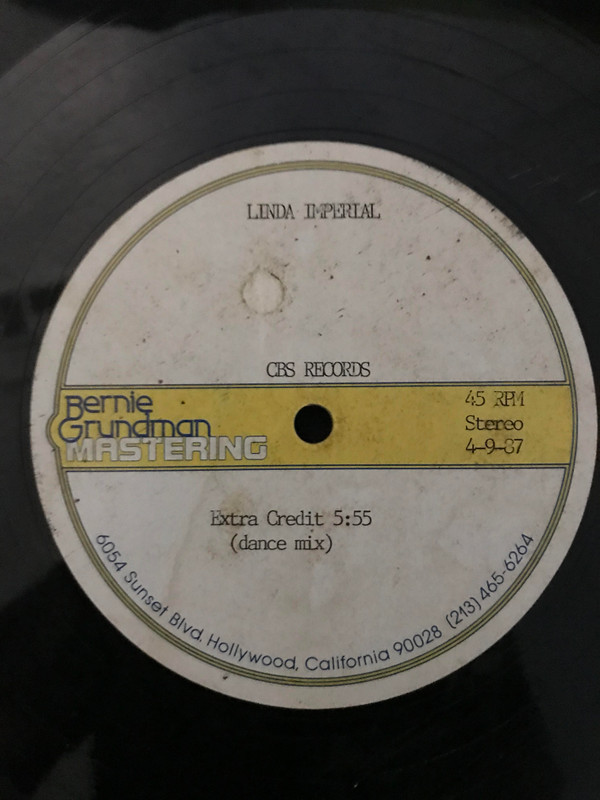 LINDA IMPERIAL
CBS RECORDS
Bernie
Grundman
MASTERING
45 RPM
Stereo
4-9-87
Extra Credit 5:55
(dance mix)
6054 Sunset Blvd. Hollywood, California 90028 (213) 465-6264